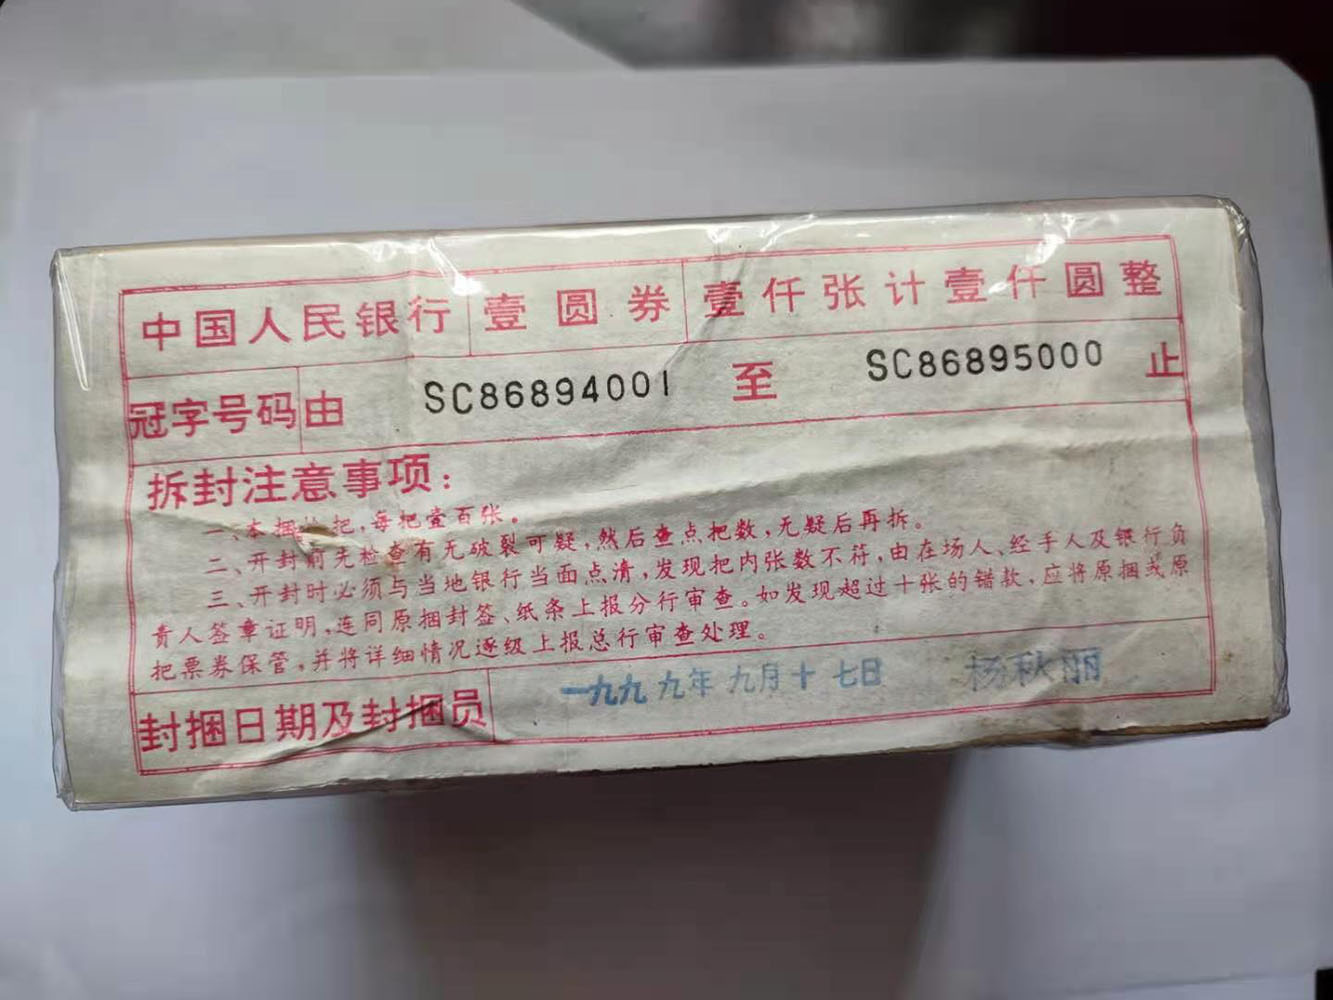 中国人民银行 壹圆券 壹仟张计壹仟圆整
冠字号码 由 SC86894001 至 SC86895000 止
拆封注意事项：
一、本捆 把，每把壹百张。
二、开封前先检查有无破裂可疑，然后查点把数，无疑后再拆。
三、开封时必须与当地银行当面点清，发现把内张数不符，由在场人、经手人及银行负
责人签章证明，连同原捆封签、纸条上报分行审查。如发现超过十张的错款，应将原捆或原
把票券保管，并将详细情况逐级上报总行审查处理。
封捆日期及封捆员 一九九九年九月十七日 杨秋丽